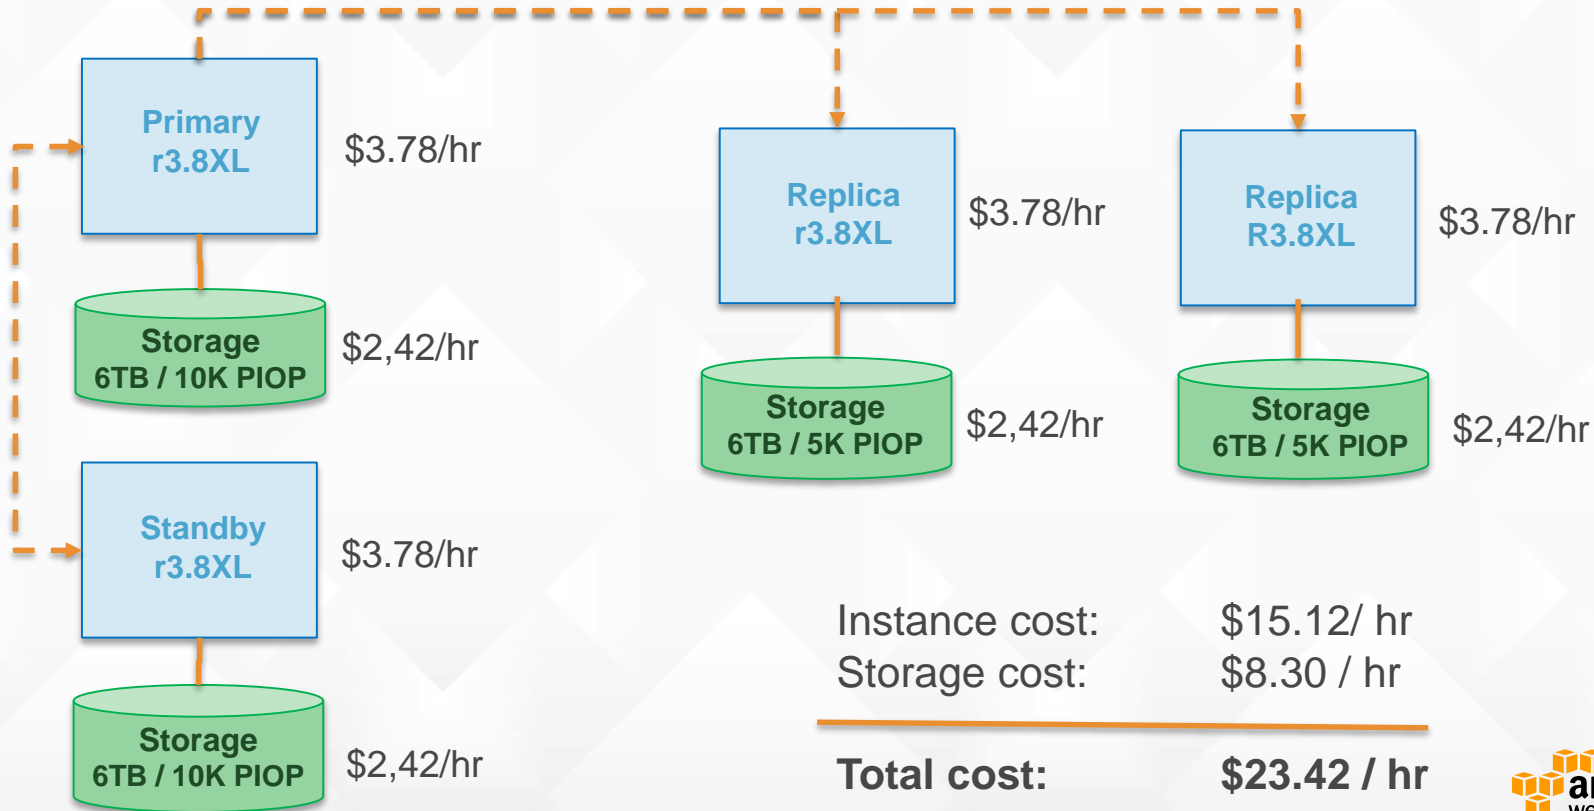 Primary
r3.8XL
$3.78/hr
Storage
6TB / 10K PIOP
$2,42/hr
Standby
r3.8XL
$3.78/hr
Storage
6TB / 10K PIOP
$2,42/hr
Replica
r3.8XL
$3.78/hr
Storage
6TB / 5K PIOP
$2,42/hr
Replica
R3.8XL
$3.78/hr
Storage
6TB / 5K PIOP
$2,42/hr
Instance cost: $15.12/ hr
Storage cost: $8.30 / hr
Total cost: $23.42 / hr